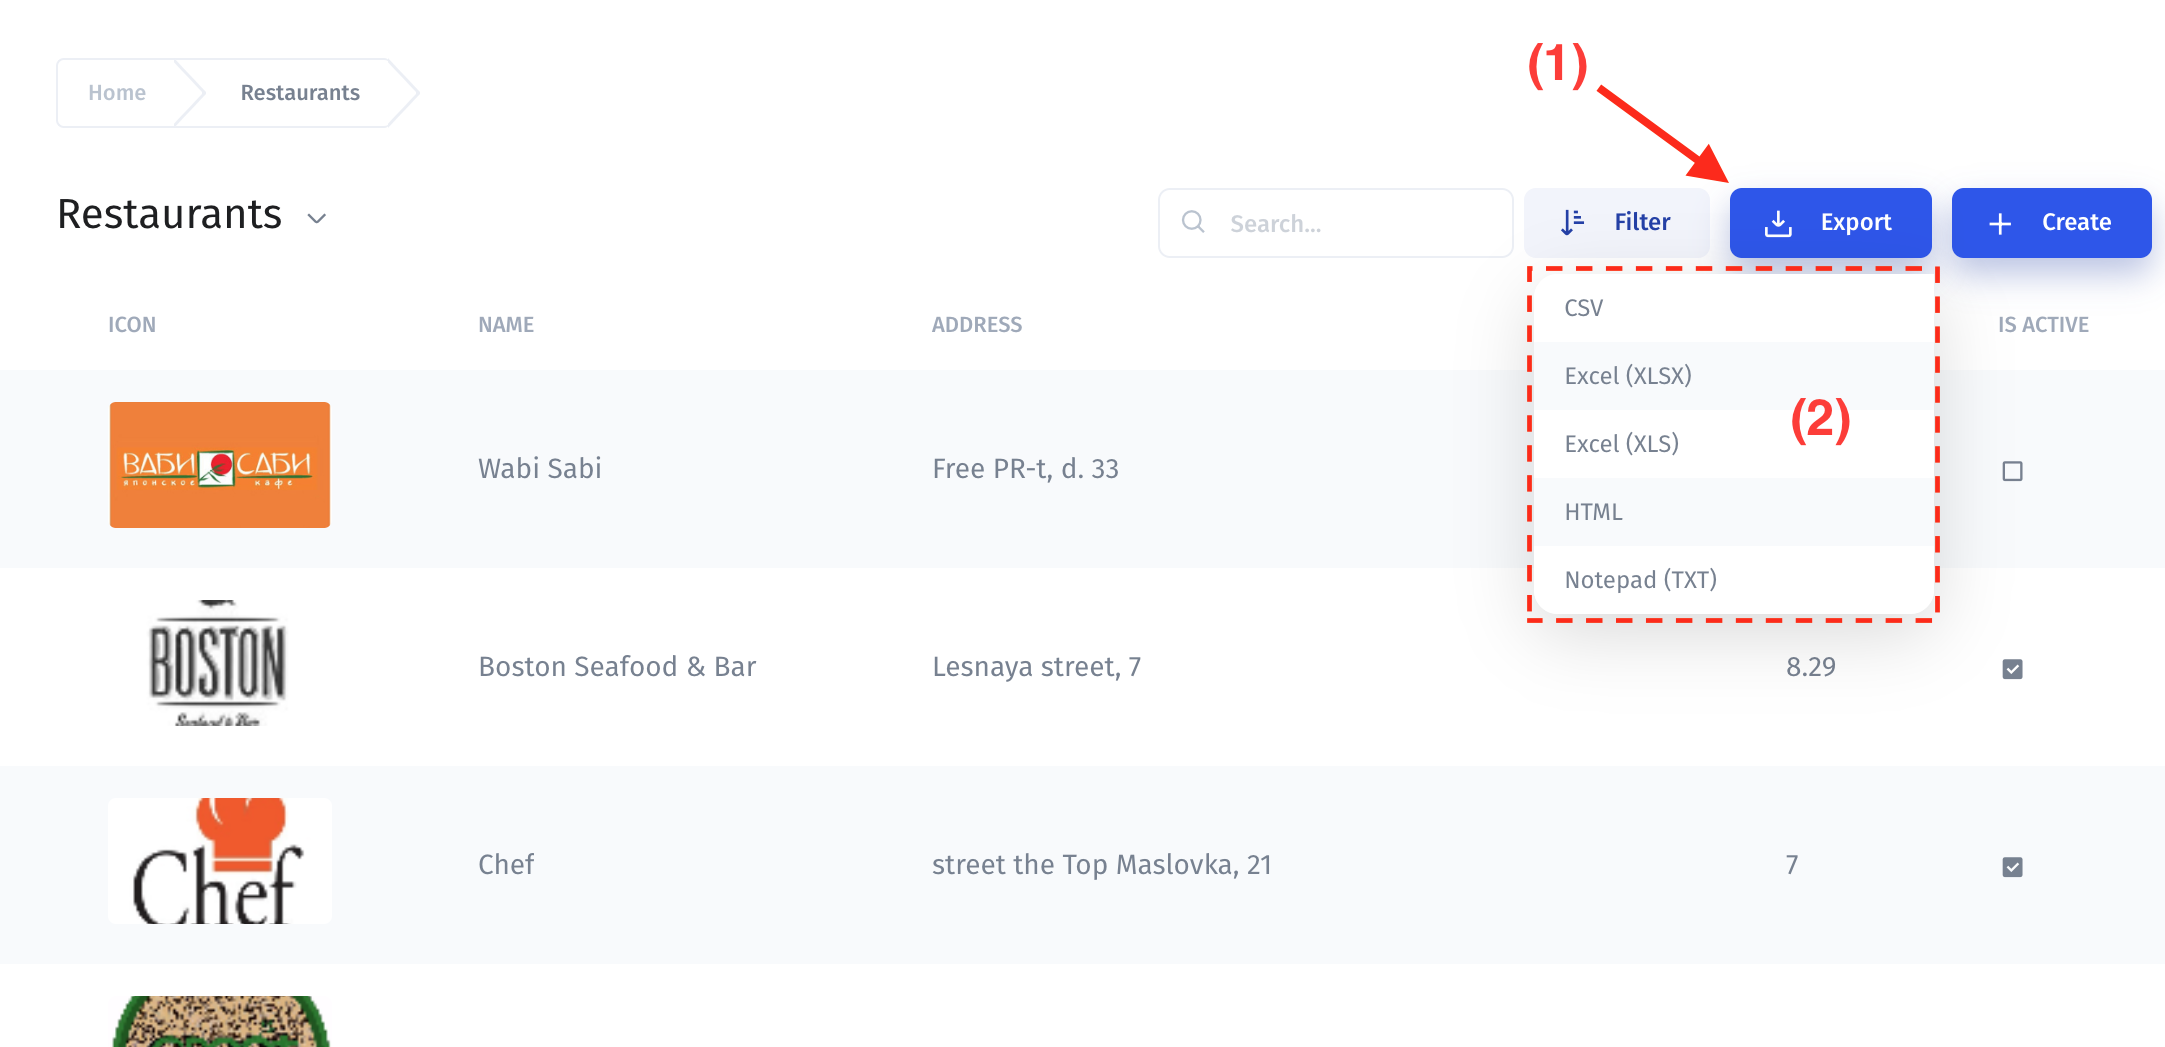 (1)
Home
Restaurants
Restaurants
Search...
Filter
Export
Create
CSV
Excel (XLSX)
Excel (XLS)
HTML
Notepad (TXT)
(2)
ICON
NAME
ADDRESS
IS ACTIVE
ВАБИ САБИ
японское кафе
Wabi Sabi
Free PR-t, d. 33
BOSTON
Seafood & Bar
Boston Seafood & Bar
Lesnaya street, 7
8.29
Chef
Chef
street the Top Maslovka, 21
7